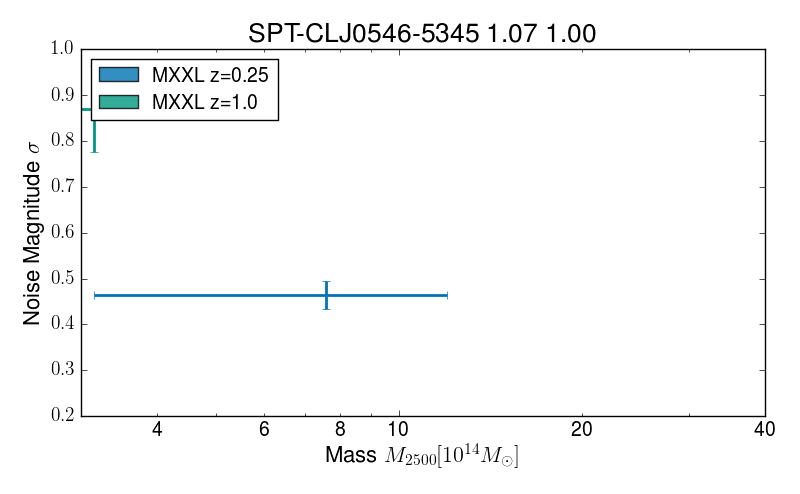 SPT-CLJ0546-5345 1.07 1.00
1.0
0.9
0.8
0.7
0.6
0.5
0.4
0.3
0.2
Noise Magnitude σ
MXXL z=0.25
MXXL z=1.0
4 6 8 10 20 40
Mass M₂₅₀₀[10¹⁴M☉]